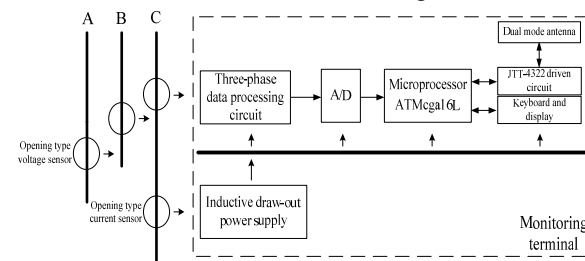 A
B
C
Dual mode antenna
Three-phase
data processing
circuit
A/D
Microprocessor
ATMcgal6L
JTT-4322 driven
circuit
Keyboard and
display
Opening type
voltage sensor
Opening type
current sensor
Inductive draw-out
power supply
Monitoring
terminal